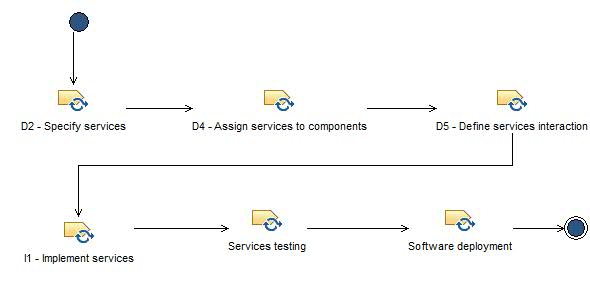 D2 - Specify services
D4 - Assign services to components
D5 - Define services interaction
I1 - Implement services
Services testing
Software deployment